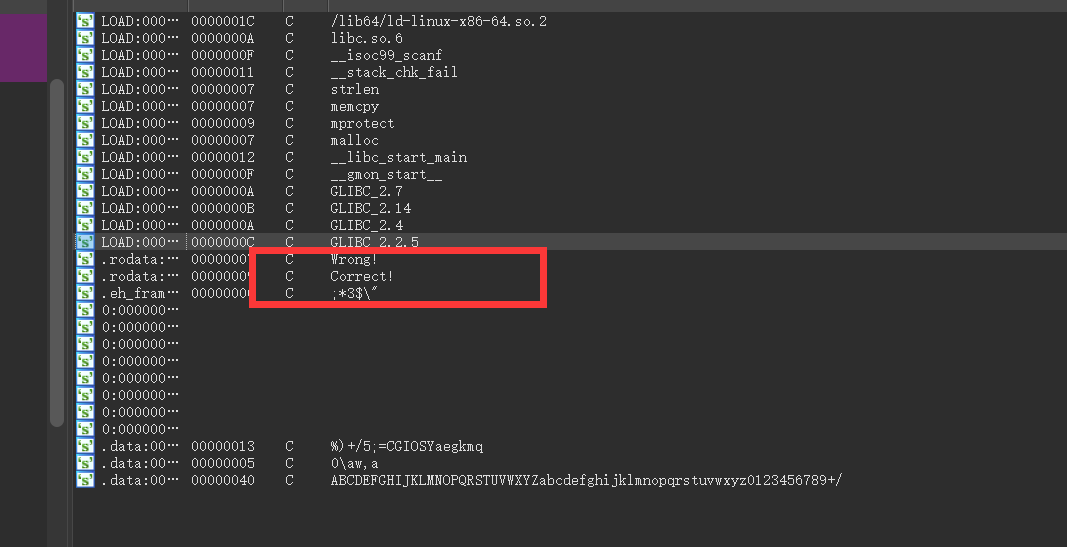 LOAD:000… 0000001C C /lib64/ld-linux-x86-64.so.2
LOAD:000… 0000000A C libc.so.6
LOAD:000… 0000000F C __isoc99_scanf
LOAD:000… 00000011 C __stack_chk_fail
LOAD:000… 00000007 C strlen
LOAD:000… 00000007 C memcpy
LOAD:000… 00000009 C mprotect
LOAD:000… 00000007 C malloc
LOAD:000… 00000012 C __libc_start_main
LOAD:000… 0000000F C __gmon_start__
LOAD:000… 0000000A C GLIBC_2.7
LOAD:000… 0000000B C GLIBC_2.14
LOAD:000… 0000000A C GLIBC_2.4
LOAD:000… 0000000C C GLIBC_2.2.5
.rodata:… 00000007 C Wrong!
.rodata:… 00000009 C Correct!
.eh_fram… 0000000 C ;*3$\"
0:000000…
0:000000…
0:000000…
0:000000…
0:000000…
0:000000…
0:000000…
0:000000…
.data:00… 00000013 C %)+/5;=CGIOSYaegkmq
.data:00… 00000005 C 0\aw,a
.data:00… 00000040 C ABCDEFGHIJKLMNOPQRSTUVWXYZabcdefghijklmnopqrstuvwxyz0123456789+/